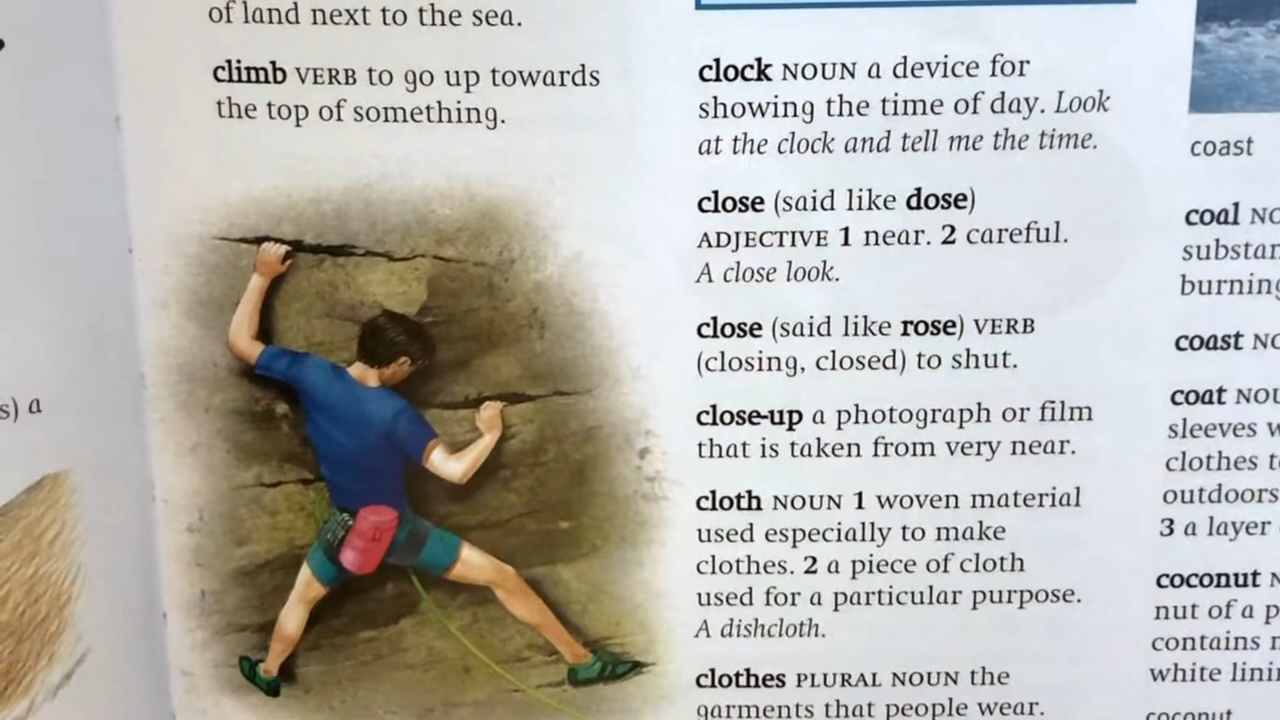 of land next to the sea.
climb VERB to go up towards
the top of something.
clock NOUN a device for
showing the time of day. Look
at the clock and tell me the time.
close (said like dose)
ADJECTIVE 1 near. 2 careful.
A close look.
close (said like rose) VERB
(closing, closed) to shut.
close-up a photograph or film
that is taken from very near.
cloth NOUN 1 woven material
used especially to make
clothes. 2 a piece of cloth
used for a particular purpose.
A dishcloth.
clothes PLURAL NOUN the
garments that people wear.
coast
coal
burning
coast
coat
sleeves
clothes
outdoors
3 a layer
coconut
nut of a
contains
white
coconut
a